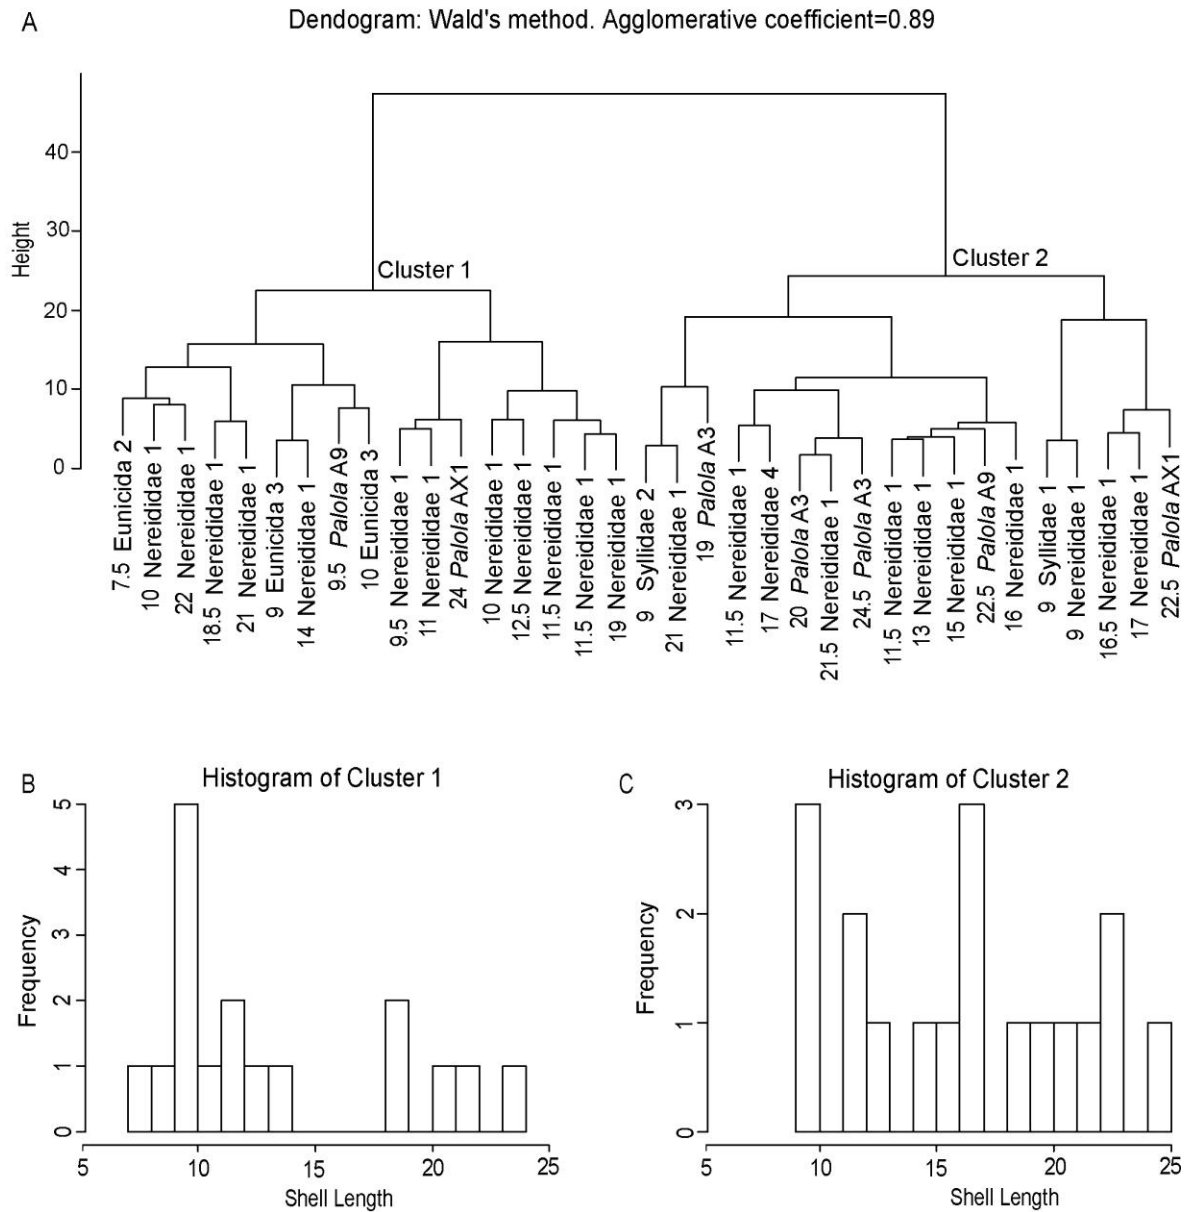 A
Dendogram: Wald's method. Agglomerative coefficient=0.89
Height
40
30
20
10
0
Cluster 1
Cluster 2
7.5 Eunicida 2
10 Nereididae 1
22 Nereididae 1
18.5 Nereididae 1
21 Nereididae 1
9 Eunicida 3
14 Nereididae 1
9.5 Palola A9
10 Eunicida 3
9.5 Nereididae 1
11 Nereididae 1
24 Palola AX1
10 Nereididae 1
12.5 Nereididae 1
11.5 Nereididae 1
11.5 Nereididae 1
19 Nereididae 1
9 Syllidae 2
21 Nereididae 1
19 Palola A3
11.5 Nereididae 1
17 Nereididae 4
20 Palola A3
21.5 Nereididae 1
24.5 Palola A3
11.5 Nereididae 1
13 Nereididae 1
15 Nereididae 1
22.5 Palola A9
16 Nereididae 1
9 Syllidae 1
9 Nereididae 1
16.5 Nereididae 1
17 Nereididae 1
22.5 Palola AX1
B
Histogram of Cluster 1
Frequency
5
4
3
2
1
0
5 10 15 20 25
Shell Length
C
Histogram of Cluster 2
Frequency
3
2
1
0
5 10 15 20 25
Shell Length